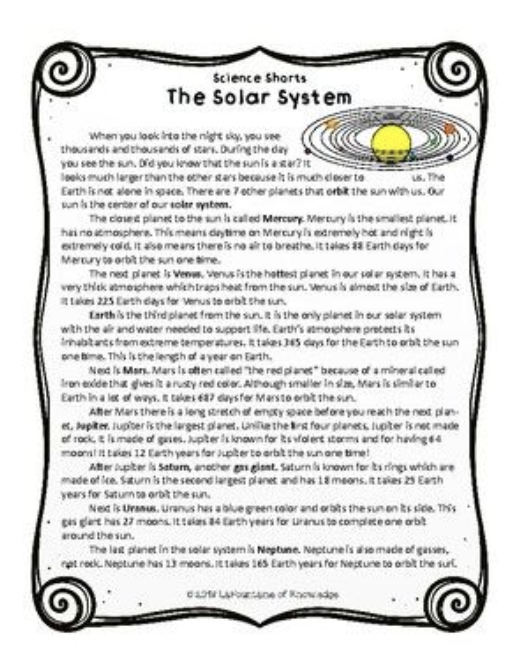 Science Shorts
The Solar System
When you look into the night sky, you see
thousands and thousands of stars. During the day
you see the sun. Did you know that the sun is a star? It
looks much larger than the other stars because it is much closer to us. The
Earth is not alone in space. There are 7 other planets that orbit the sun with us. Our
sun is the center of our solar system.
The closest planet to the sun is called Mercury. Mercury is the smallest planet. It
has no atmosphere. This means daytime on Mercury is extremely hot and night is
extremely cold. It also means there is no air to breathe. It takes 88 Earth days for
Mercury to orbit the sun one time.
The next planet is Venus. Venus is the hottest planet in our solar system. It has a
very thick atmosphere which traps heat from the sun. Venus is almost the size of Earth.
It takes 225 Earth days for Venus to orbit the sun.
Earth is the third planet from the sun. It is the only planet in our solar system
with the air and water needed to support life. Earth's atmosphere protects its
inhabitants from extreme temperatures. It takes 365 days for the Earth to orbit the sun
one time. This is the length of a year on Earth.
Next is Mars. Mars is often called "the red planet" because of a mineral called
iron oxide that gives it a rusty red color. Although smaller in size, Mars is similar to
Earth in a lot of ways. It takes 687 days for Mars to orbit the sun.
After Mars there is a long stretch of empty space before you reach the next plan-
et, Jupiter. Jupiter is the largest planet. Unlike the first four planets, Jupiter is not made
of rock. It is made of gases. Jupiter is known for its violent storms and for having 64
moons! It takes 12 Earth years for Jupiter to orbit the sun one time!
After Jupiter is Saturn, another gas giant. Saturn is known for its rings which are
made of ice. Saturn is the second largest planet and has 18 moons. It takes 25 Earth
years for Saturn to orbit the sun.
Next is Uranus. Uranus has a blue green color and orbits the sun on its side. This
gas giant has 27 moons. It takes 84 Earth years for Uranus to complete one orbit
around the sun.
The last planet in the solar system is Neptune. Neptune is also made of gasses,
not rock. Neptune has 13 moons. It takes 165 Earth years for Neptune to orbit the sun.
of Knowledge